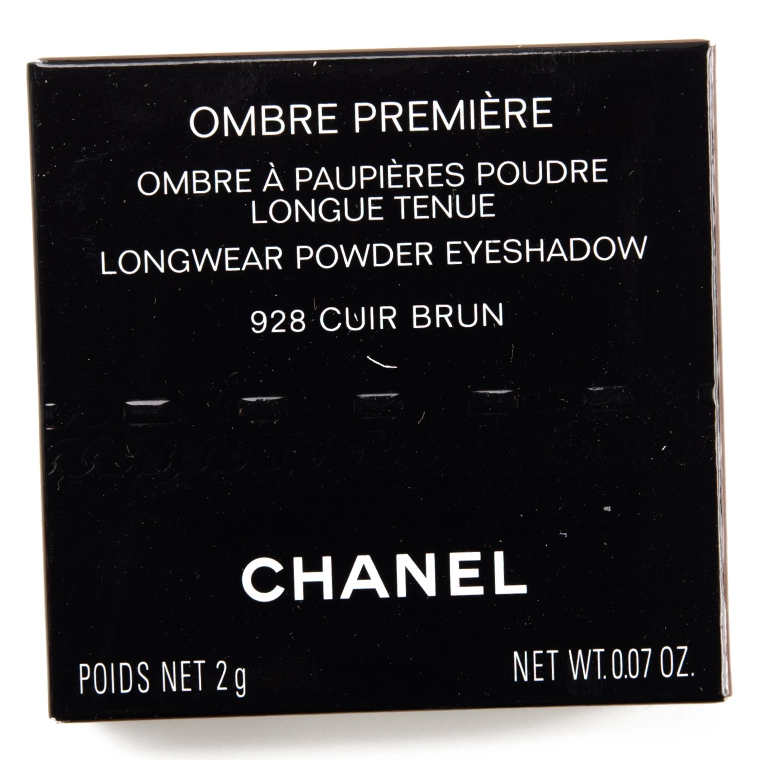 OMBRE PREMIÈRE
OMBRE À PAUPIÈRES POUDRE
LONGUE TENUE
LONGWEAR POWDER EYESHADOW
928 CUIR BRUN
CHANEL
POIDS NET 2 g NET WT. 0.07 OZ.